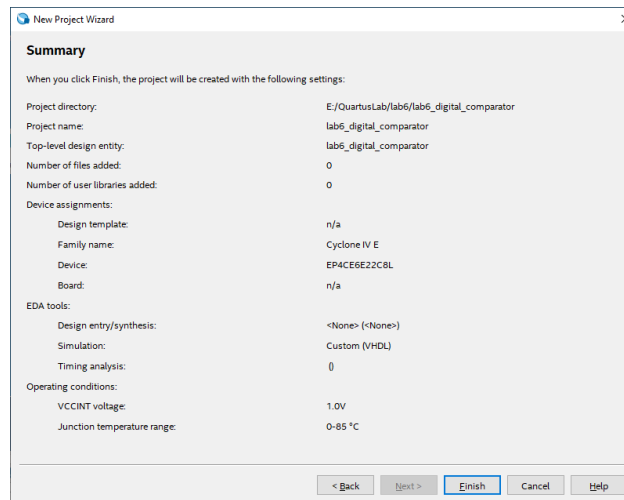 New Project Wizard
Summary
When you click Finish, the project will be created with the following settings:
Project directory: E:/QuartusLab/lab6/lab6_digital_comparator
Project name: lab6_digital_comparator
Top-level design entity: lab6_digital_comparator
Number of files added: 0
Number of user libraries added: 0
Device assignments:
Design template: n/a
Family name: Cyclone IV E
Device: EP4CE6E22C8L
Board: n/a
EDA tools:
Design entry/synthesis: <None> (<None>)
Simulation: Custom (VHDL)
Timing analysis: ()
Operating conditions:
VCCINT voltage: 1.0V
Junction temperature range: 0-85 °C
< Back Next > Finish Cancel Help